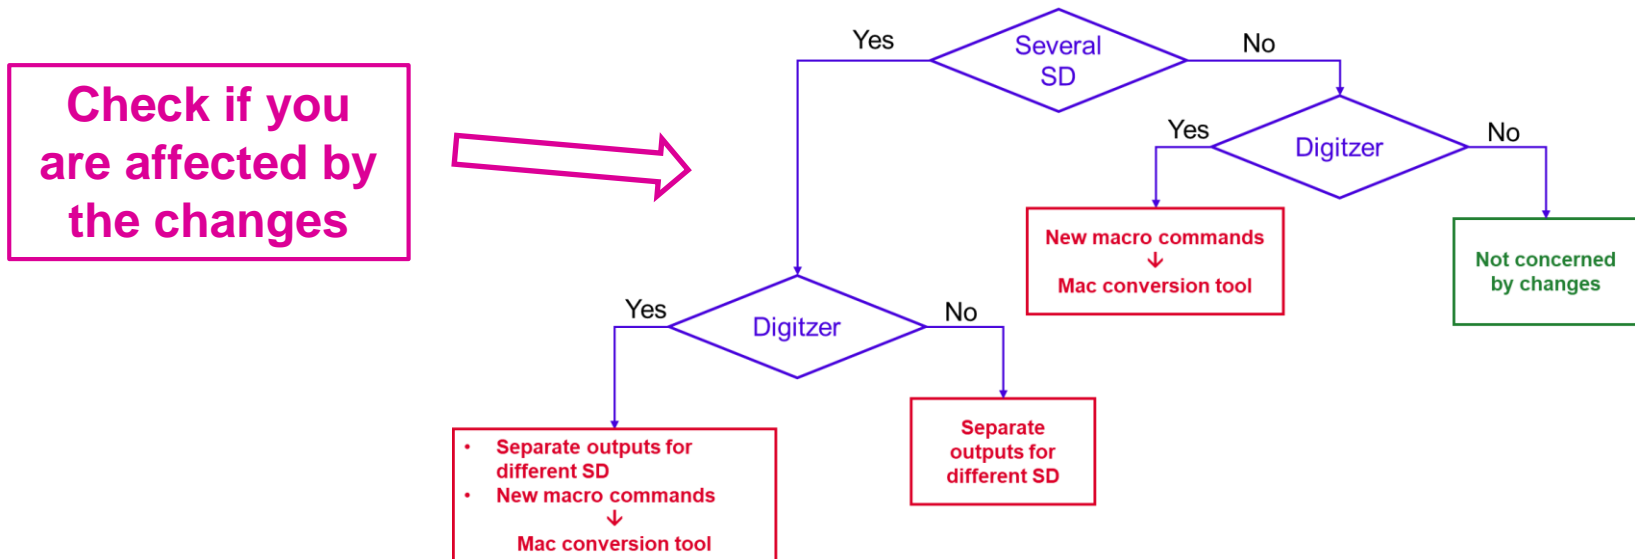 Check if you
are affected by
the changes
Yes
Several
SD
No
Yes
Digitzer
No
New macro commands
↓
Mac conversion tool
Not concerned
by changes
Yes
Digitzer
No
• Separate outputs for
different SD
• New macro commands
↓
Mac conversion tool
Separate
outputs for
different SD